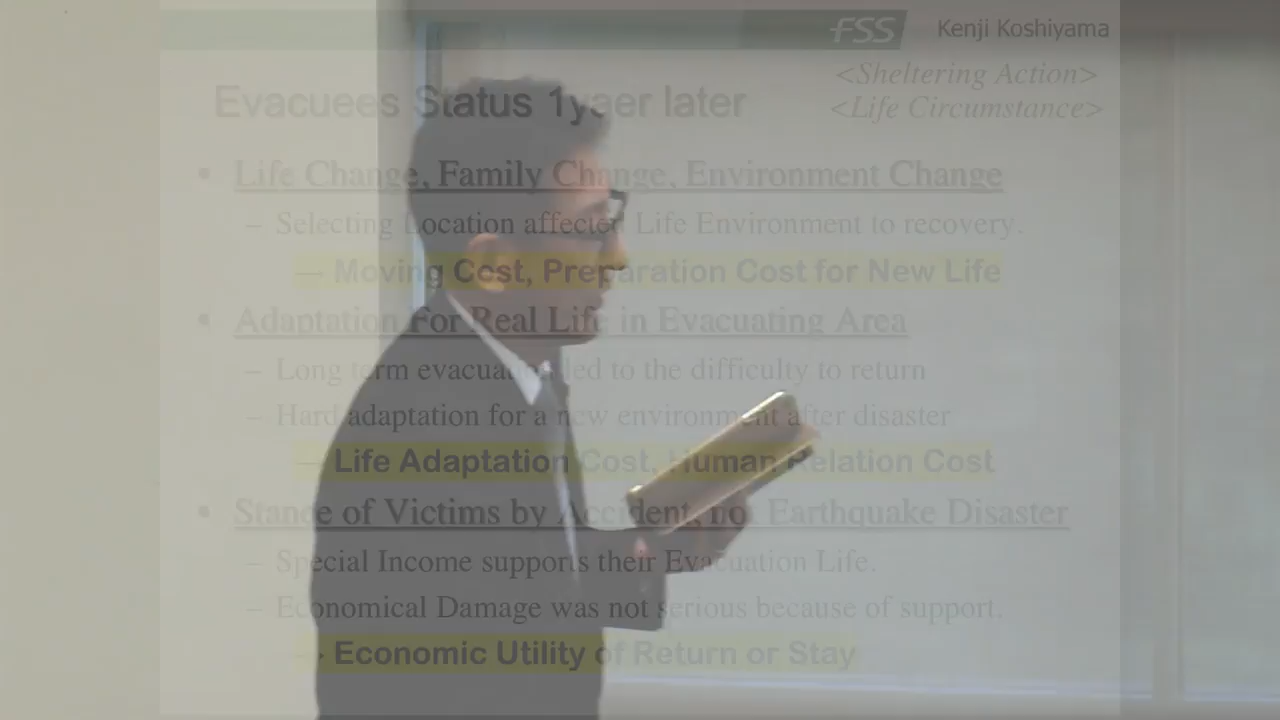 FSS Kenji Koshiyama
<Sheltering Action>
<Life Circumstance>
Evacuees Status 1yaer later
• Life Change, Family Change, Environment Change
– Selecting Location affected Life Environment to recovery.
— Moving Cost, Preparation Cost for New Life
• Adaptation For Real Life in Evacuating Area
– Long term evacuation led to the difficulty to return
– Hard adaptation for a new environment after disaster
— Life Adaptation Cost, Human Relation Cost
• Stance of Victims by Accident, not Earthquake Disaster
– Special Income supports their Evacuation Life.
– Economical Damage was not serious because of support.
— Economic Utility of Return or Stay